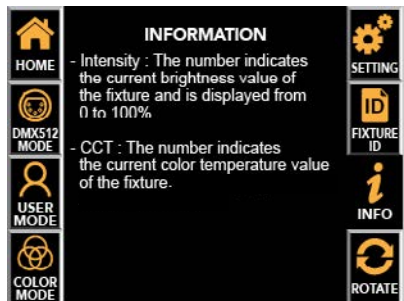 HOME
DMX512
MODE
USER
MODE
COLOR
MODE
INFORMATION
- Intensity : The number indicates
the current brightness value of
the fixture and is displayed from
0 to 100%
- CCT : The number indicates
the current color temperature value
of the fixture.
SETTING
ID
FIXTURE
ID
i
INFO
ROTATE